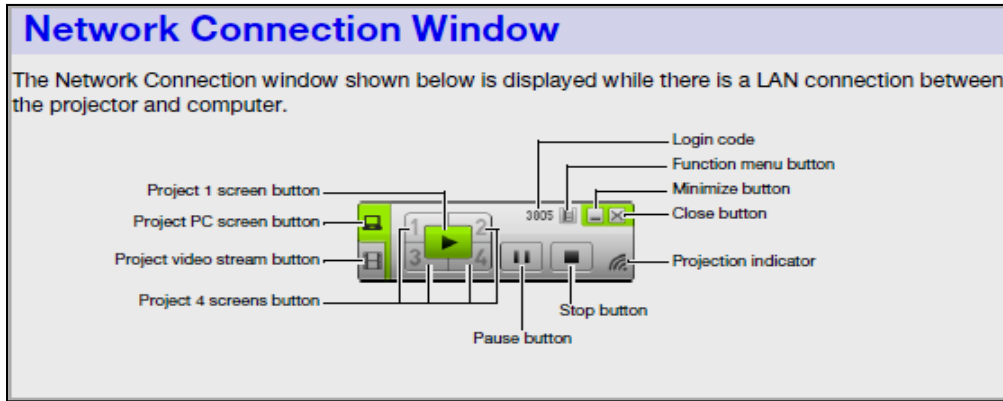 Network Connection Window
The Network Connection window shown below is displayed while there is a LAN connection between
the projector and computer.
Login code
Function menu button
Project 1 screen button
Minimize button
Project PC screen button
Close button
3805
1 2
3 4
Project video stream button
Projection indicator
Project 4 screens button
Stop button
Pause button